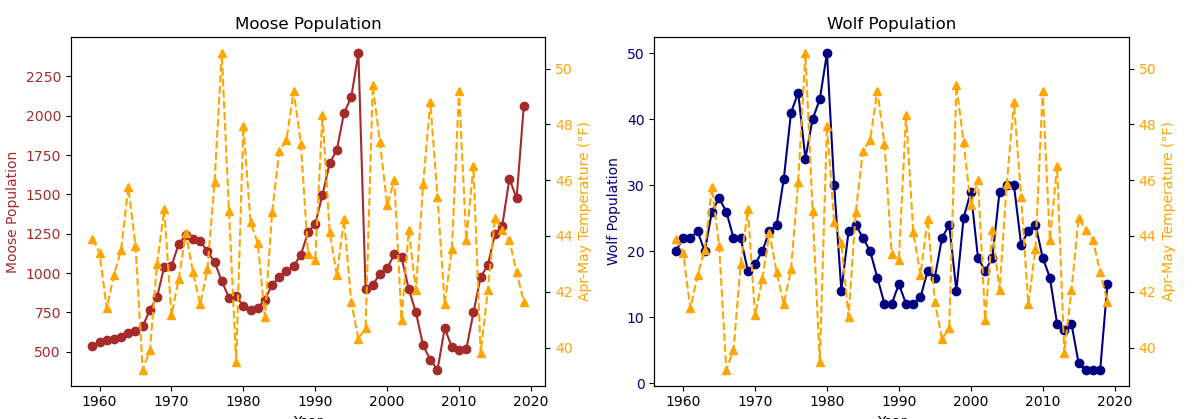 Moose Population
Moose Population
2250
2000
1750
1500
1250
1000
750
500
50
48
46
44
42
40
Apr-May Temperature (°F)
1960 1970 1980 1990 2000 2010 2020
Year
Wolf Population
Wolf Population
50
40
30
20
10
0
50
48
46
44
42
40
Apr-May Temperature (°F)
1960 1970 1980 1990 2000 2010 2020
Year